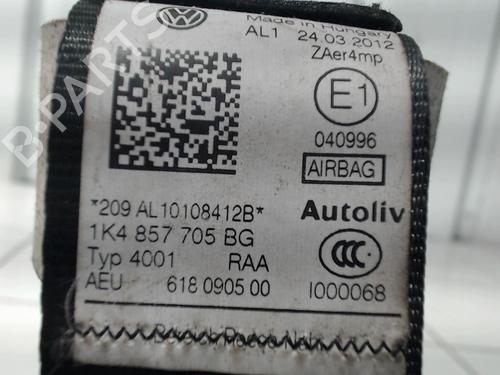 Made in Hungary
AL1 24.03.2012
ZAer4mp
E1
040996
AIRBAG
*209 AL10108412B*
Autoliv
1K4 857 705 BG
Typ 4001 RAA
CCC
AEU 618 0905 00
I000068
B-PARTS